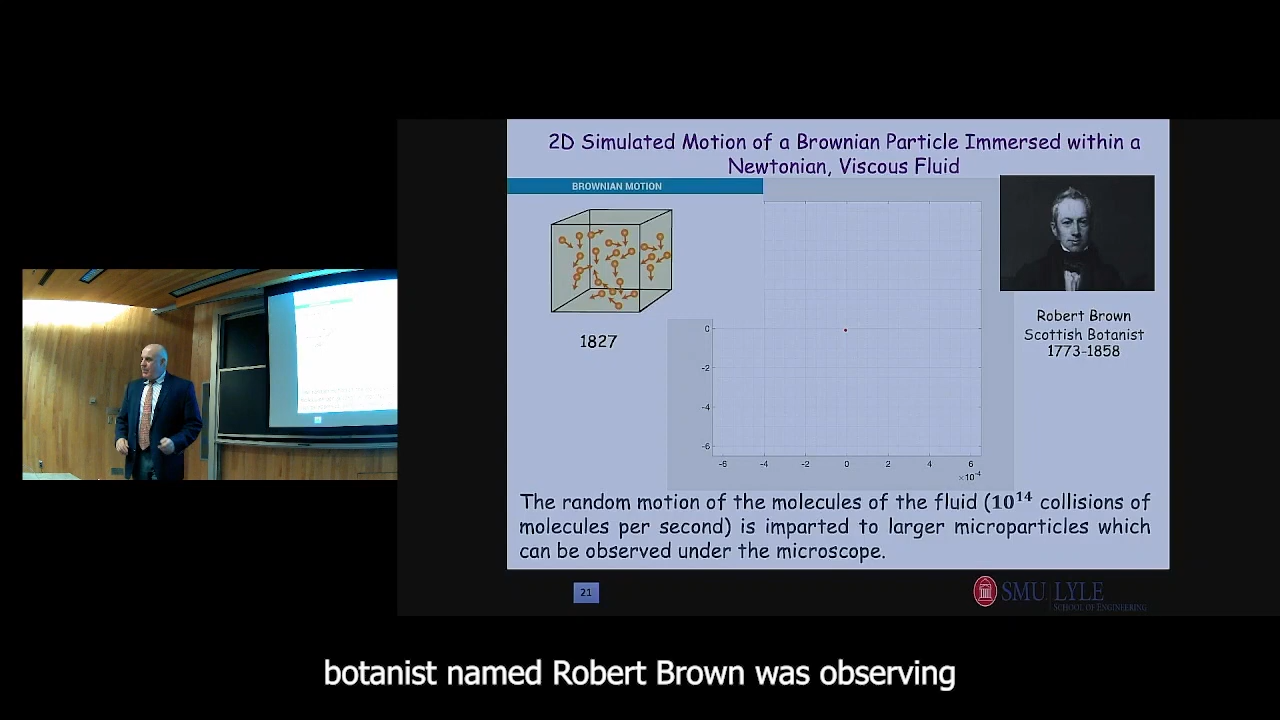 2D Simulated Motion of a Brownian Particle Immersed within a
Newtonian, Viscous Fluid
BROWNIAN MOTION
1827
Robert Brown
Scottish Botanist
1773-1858
0
-2
-4
-6
-6 -4 -2 0 2 4 6
×10⁻⁴
The random motion of the molecules of the fluid (10¹⁴ collisions of
molecules per second) is imparted to larger microparticles which
can be observed under the microscope.
21
SMU LYLE
SCHOOL OF ENGINEERING
botanist named Robert Brown was observing